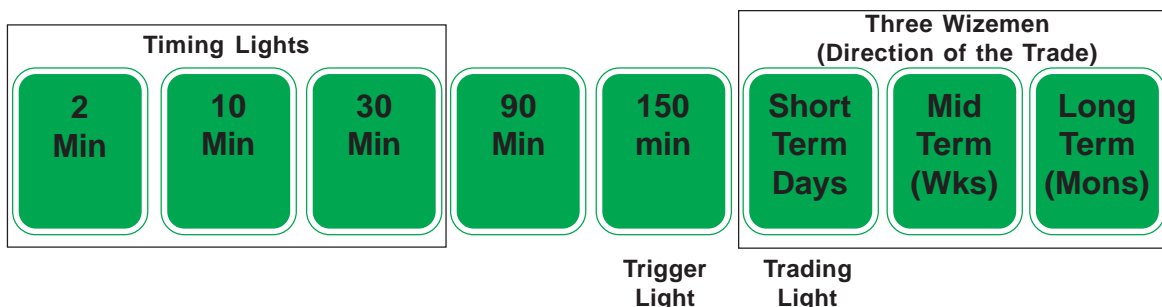 Timing Lights
Three Wizemen
(Direction of the Trade)
2
Min
10
Min
30
Min
90
Min
150
min
Short
Term
Days
Mid
Term
(Wks)
Long
Term
(Mons)
Trigger
Light
Trading
Light